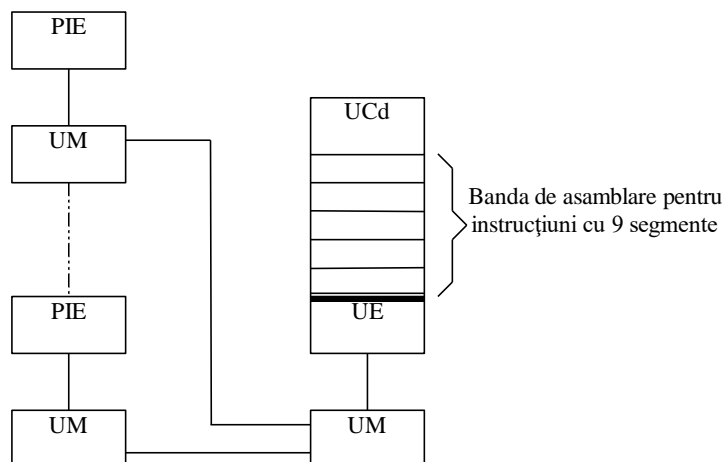 PIE
UM
PIE
UM
UCd
UE
UM
Banda de asamblare pentru
instrucţiuni cu 9 segmente